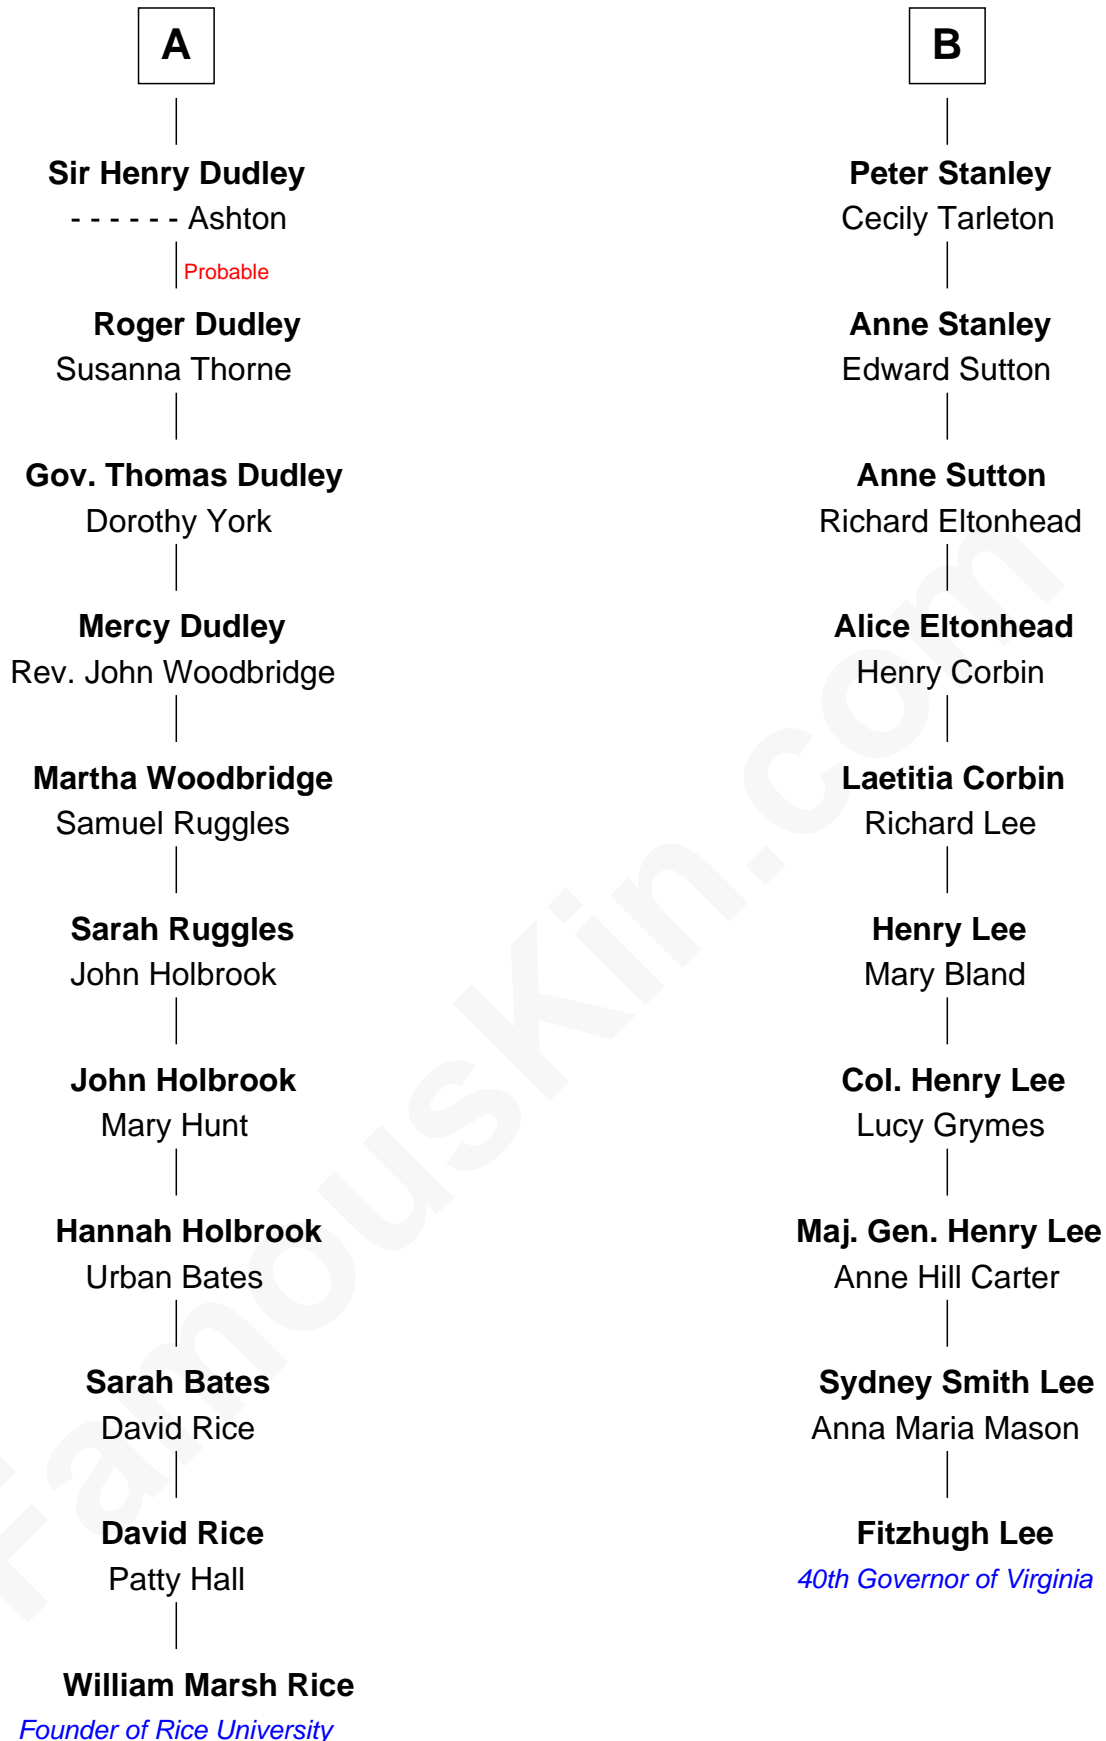 A
Sir Henry Dudley
- - - - - - Ashton
Probable
Roger Dudley
Susanna Thorne
Gov. Thomas Dudley
Dorothy York
Mercy Dudley
Rev. John Woodbridge
Martha Woodbridge
Samuel Ruggles
Sarah Ruggles
John Holbrook
John Holbrook
Mary Hunt
Hannah Holbrook
Urban Bates
Sarah Bates
David Rice
David Rice
Patty Hall
William Marsh Rice
Founder of Rice University
B
Peter Stanley
Cecily Tarleton
Anne Stanley
Edward Sutton
Anne Sutton
Richard Eltonhead
Alice Eltonhead
Henry Corbin
Laetitia Corbin
Richard Lee
Henry Lee
Mary Bland
Col. Henry Lee
Lucy Grymes
Maj. Gen. Henry Lee
Anne Hill Carter
Sydney Smith Lee
Anna Maria Mason
Fitzhugh Lee
40th Governor of Virginia
FamousKin.com